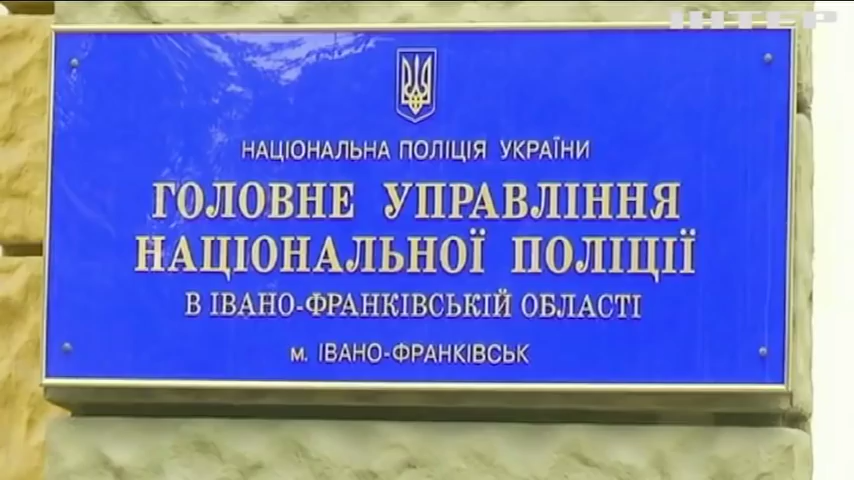 ІНТЕР
НАЦІОНАЛЬНА ПОЛІЦІЯ УКРАЇНИ
ГОЛОВНЕ УПРАВЛІННЯ
НАЦІОНАЛЬНОЇ ПОЛІЦІЇ
В ІВАНО-ФРАНКІВСЬКІЙ ОБЛАСТІ
м. ІВАНО-ФРАНКІВСЬК